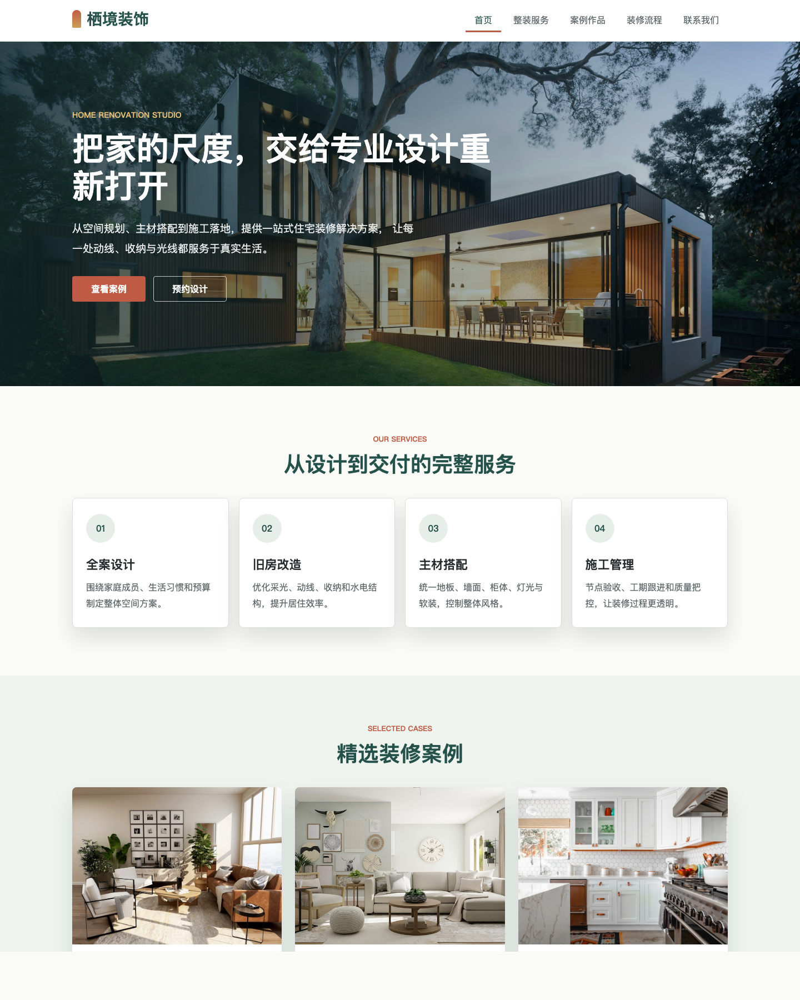 栖境装饰
首页 整装服务 案例作品 装修流程 联系我们
HOME RENOVATION STUDIO
把家的尺度，交给专业设计重
新打开
从空间规划、主材搭配到施工落地，提供一站式住宅装修解决方案， 让每
一处动线、收纳与光线都服务于真实生活。
查看案例 预约设计
OUR SERVICES
从设计到交付的完整服务
01
全案设计
围绕家庭成员、生活习惯和预算
制定整体空间方案。
02
旧房改造
优化采光、动线、收纳和水电结
构，提升居住效率。
03
主材搭配
统一地板、墙面、柜体、灯光与
软装，控制整体风格。
04
施工管理
节点验收、工期跟进和质量把
控，让装修过程更透明。
SELECTED CASES
精选装修案例